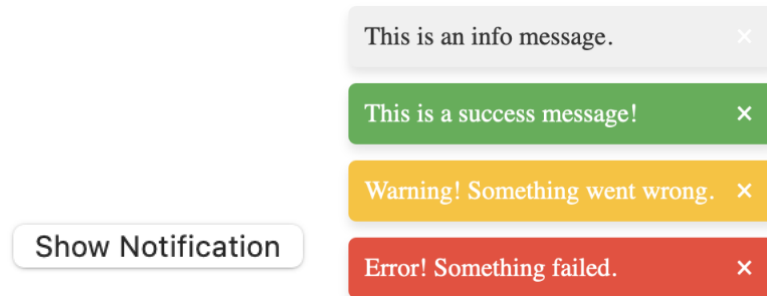 This is an info message. ×
This is a success message! ×
Warning! Something went wrong. ×
Show Notification
Error! Something failed. ×